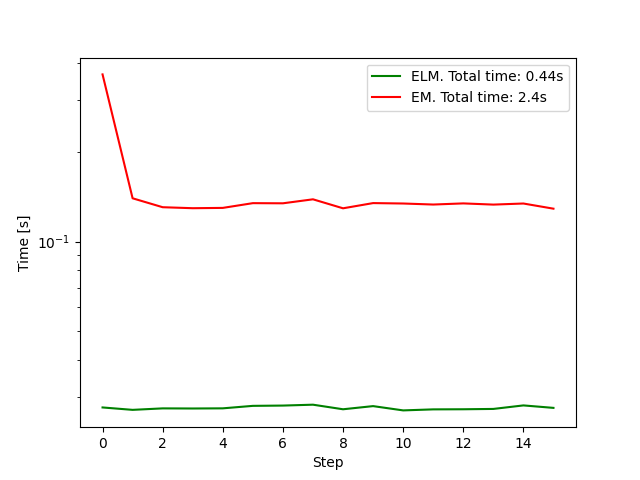 ELM. Total time: 0.44s
EM. Total time: 2.4s
Time [s]
10⁻¹
0 2 4 6 8 10 12 14
Step